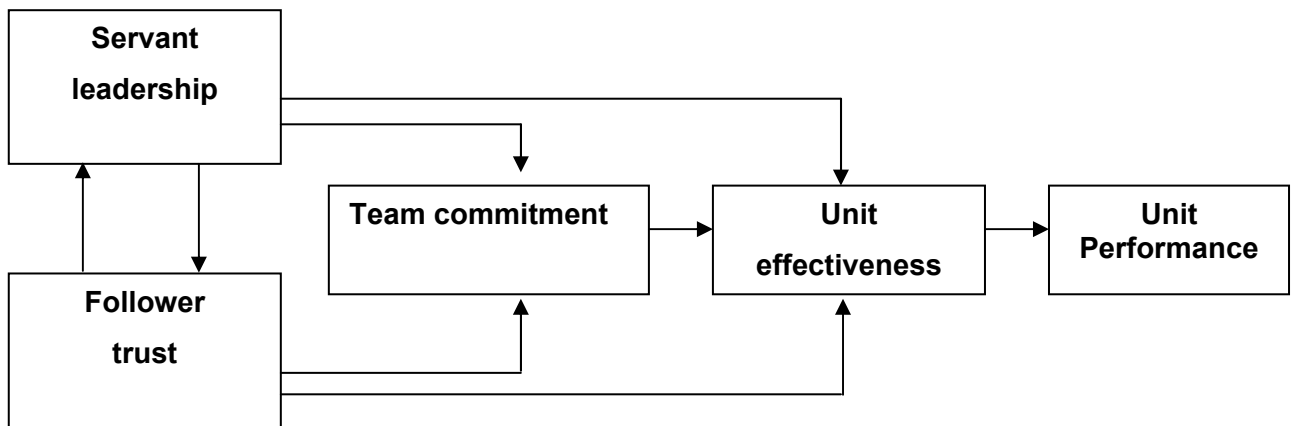 Servant
leadership
Team commitment
Unit
effectiveness
Unit
Performance
Follower
trust